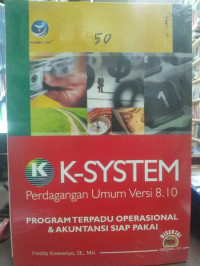 50
K K-SYSTEM
Perdagangan Umum Versi 8.10
PROGRAM TERPADU OPERASIONAL
& AKUNTANSI SIAP PAKAI